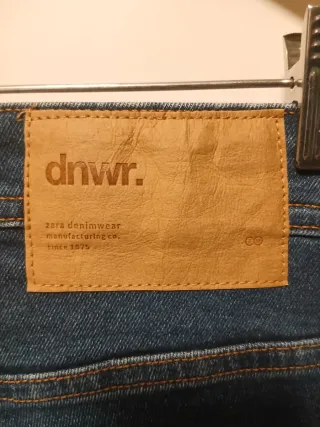 dnwr.
zara denimwear
manufacturing co.
since 1975